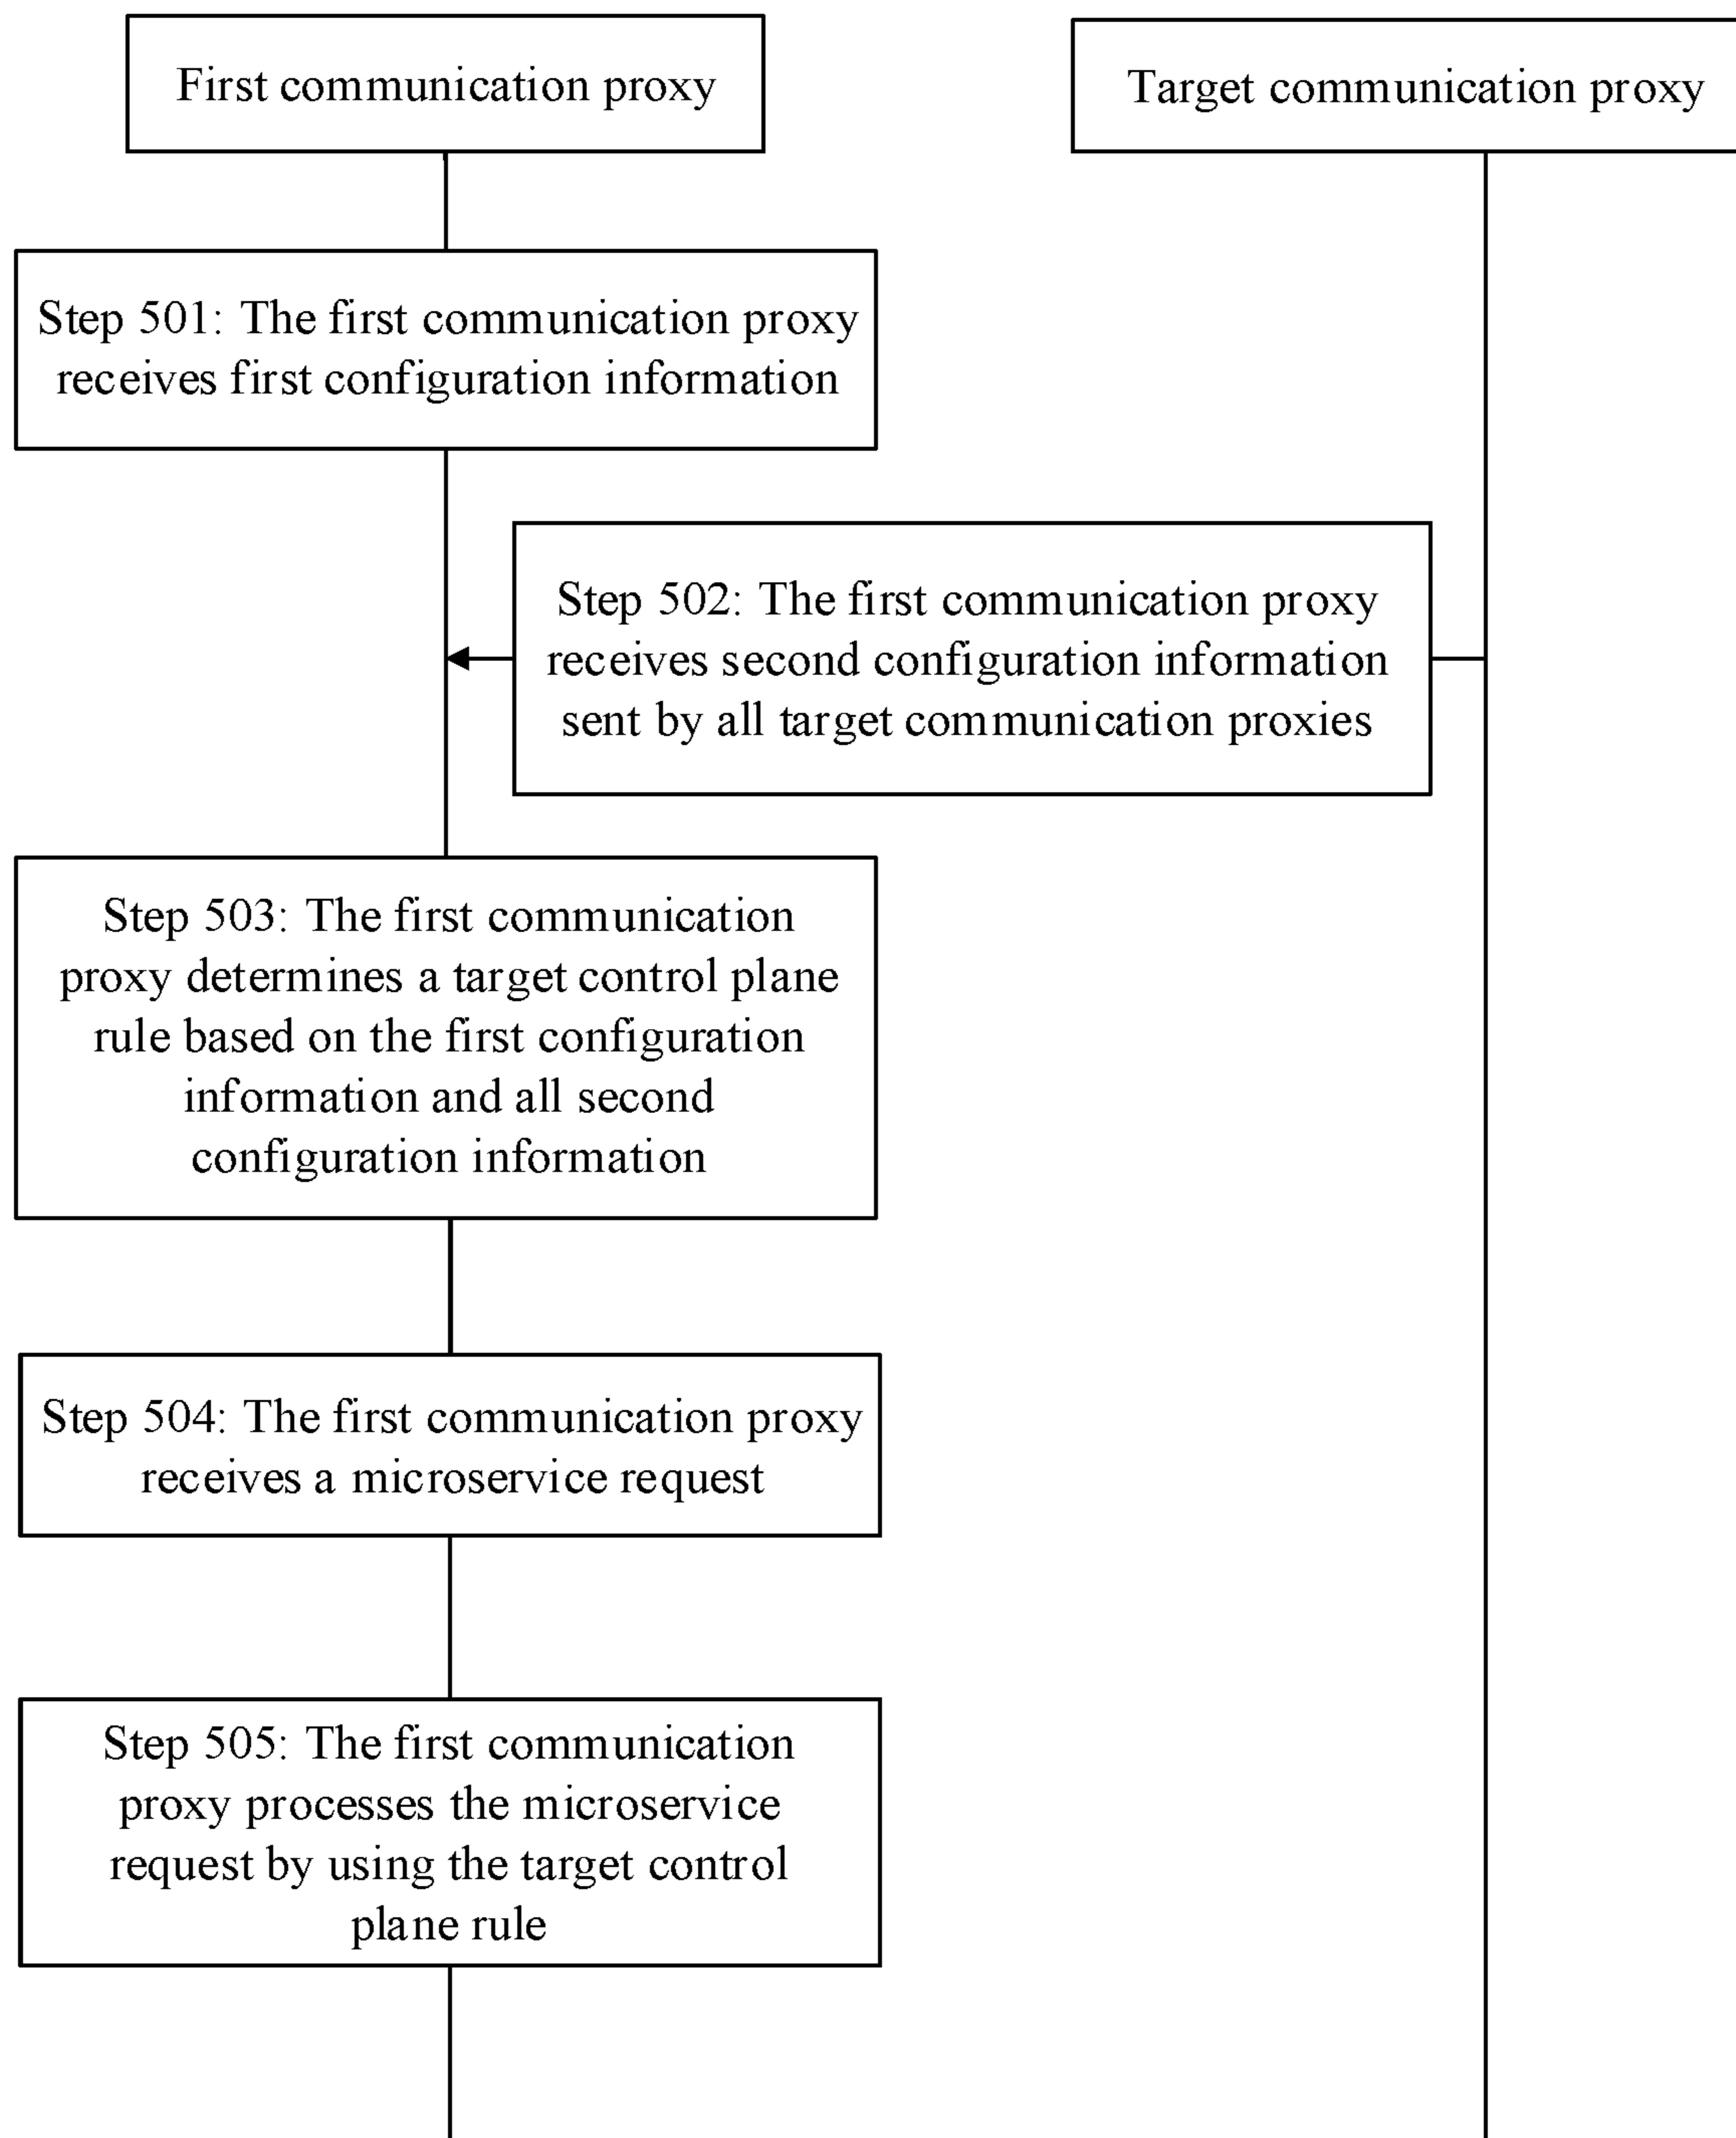 First communication proxy
Target communication proxy
Step 501: The first communication proxy
receives first configuration information
Step 502: The first communication proxy
receives second configuration information
sent by all target communication proxies
Step 503: The first communication
proxy determines a target control plane
rule based on the first configuration
information and all second
configuration information
Step 504: The first communication proxy
receives a microservice request
Step 505: The first communication
proxy processes the microservice
request by using the target control
plane rule